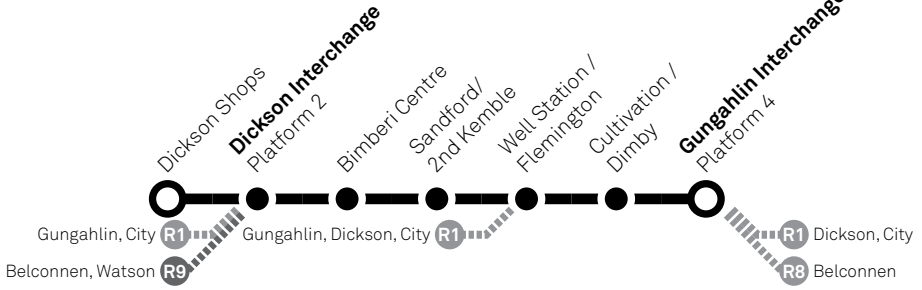 Dickson Shops
Dickson Interchange
Platform 2
Bimberi Centre
Sandford/
2nd Kemble
Well Station /
Flemington
Cultivation /
Dimby
Gungahlin Interchange
Platform 4
Gungahlin, City R1
Belconnen, Watson R9
Gungahlin, Dickson, City R1
R1 Dickson, City
R8 Belconnen